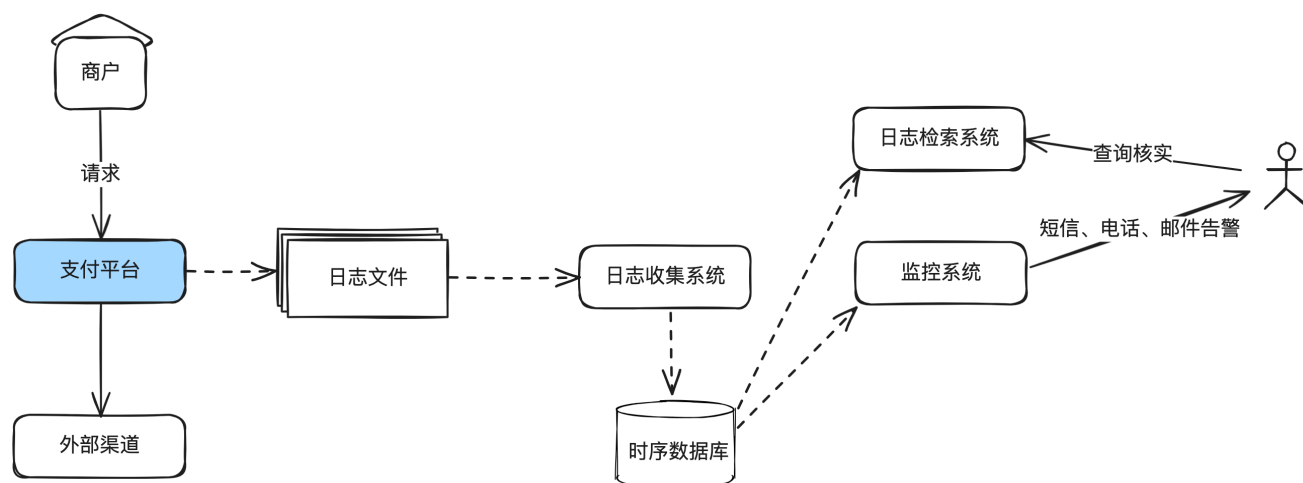 商户
请求
支付平台
外部渠道
日志文件
日志收集系统
时序数据库
日志检索系统
查询核实
短信、电话、邮件告警
监控系统